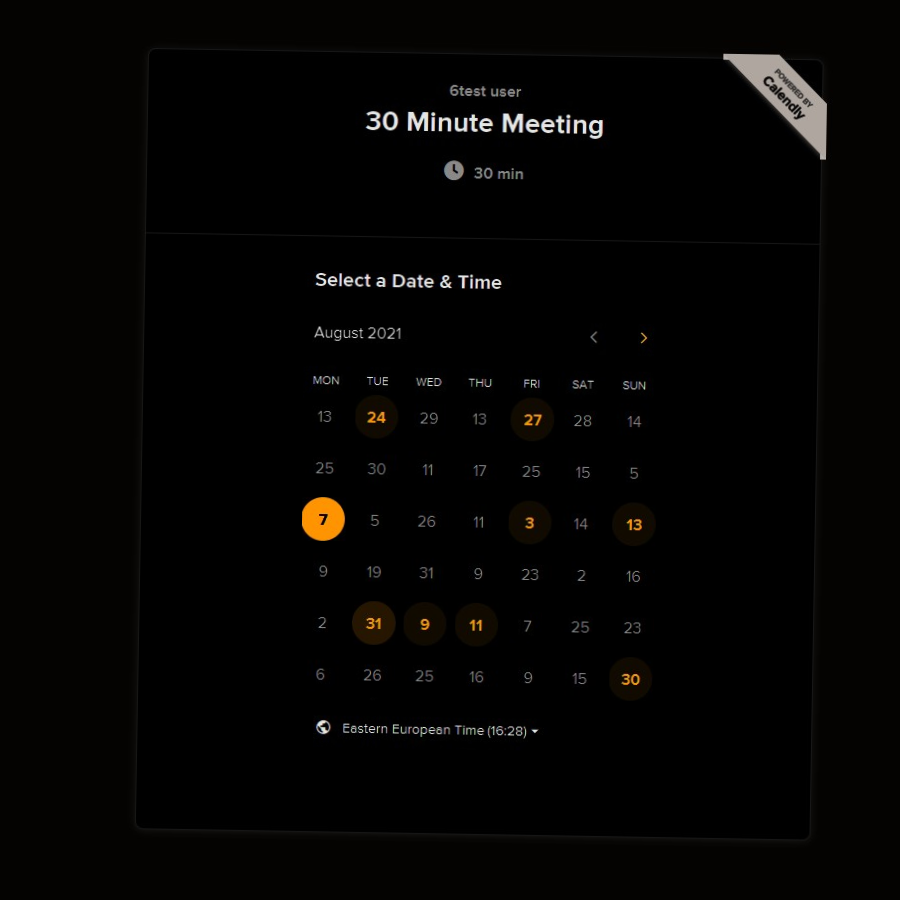 POWERED BY
Calendly
6test user
30 Minute Meeting
30 min
Select a Date & Time
August 2021
MON TUE WED THU FRI SAT SUN
13 24 29 13 27 28 14
25 30 11 17 25 15 5
7 5 26 11 3 14 13
9 19 31 9 23 2 16
2 31 9 11 7 25 23
6 26 25 16 9 15 30
Eastern European Time (16:28)